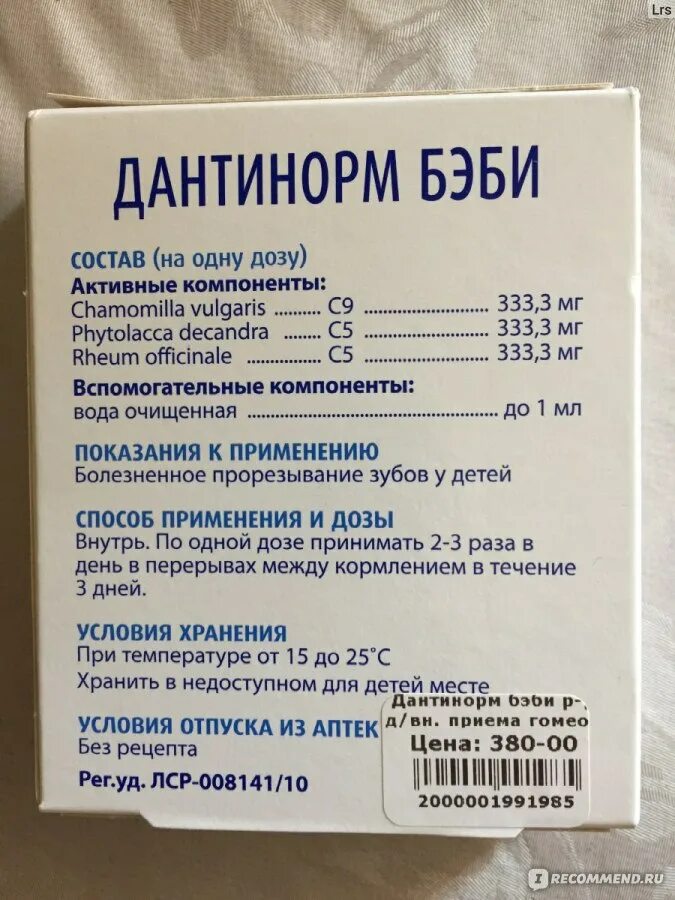 Lrs
ДАНТИНОРМ БЭБИ
СОСТАВ (на одну дозу)
Активные компоненты:
Chamomilla vulgaris ......... C9 ........................ 333,3 мг
Phytolacca decandra ....... C5 ........................ 333,3 мг
Rheum officinale .............. C5 ........................ 333,3 мг
Вспомогательные компоненты:
вода очищенная ................................................ до 1 мл
ПОКАЗАНИЯ К ПРИМЕНЕНИЮ
Болезненное прорезывание зубов у детей
СПОСОБ ПРИМЕНЕНИЯ И ДОЗЫ
Внутрь. По одной дозе принимать 2-3 раза в
день в перерывах между кормлением в течение
3 дней.
УСЛОВИЯ ХРАНЕНИЯ
При температуре от 15 до 25˚С
Хранить в недоступном для детей месте
УСЛОВИЯ ОТПУСКА ИЗ АПТЕК
Без рецепта
Рег.уд. ЛСР-008141/10
Дантинорм бэби р-
д/вн. приема гомео
Цена: 380-00
2000001991985
IRECOMMEND.RU